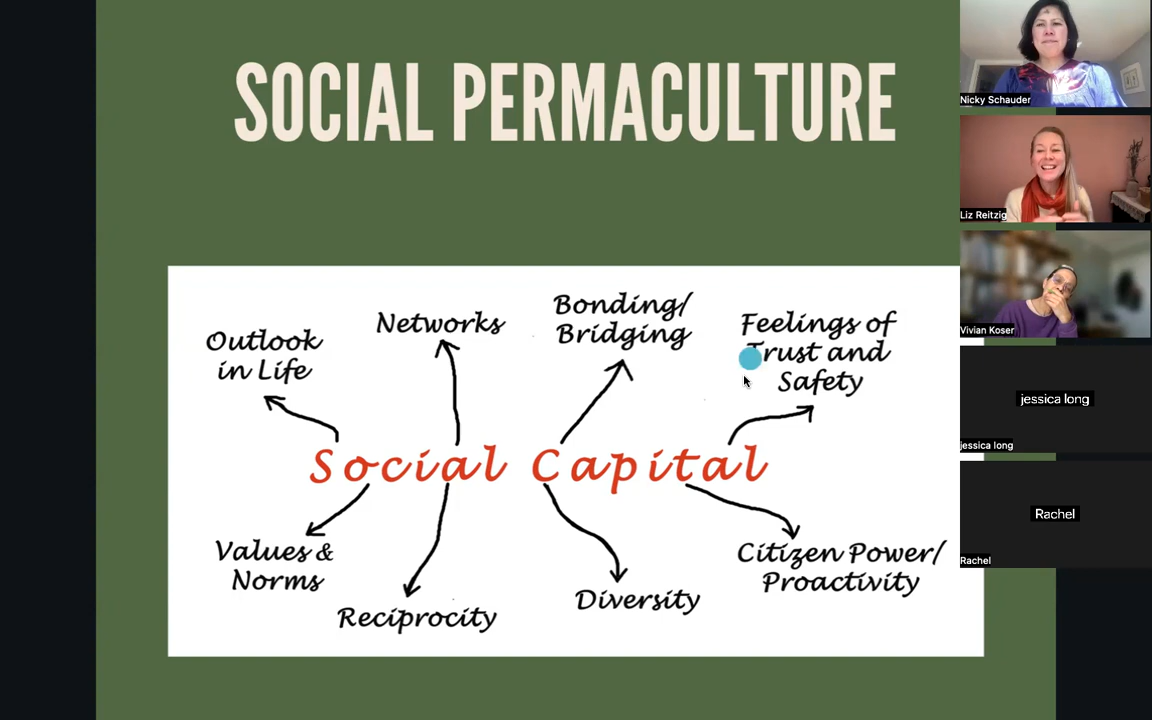 SOCIAL PERMACULTURE
Outlook
in Life
Networks
Bonding/
Bridging
Feelings of
Trust and
Safety
Social Capital
Values &
Norms
Reciprocity
Diversity
Citizen Power/
Proactivity
Nicky Schauder
Liz Reitzig
Vivian Koser
jessica long
jessica long
Rachel
Rachel